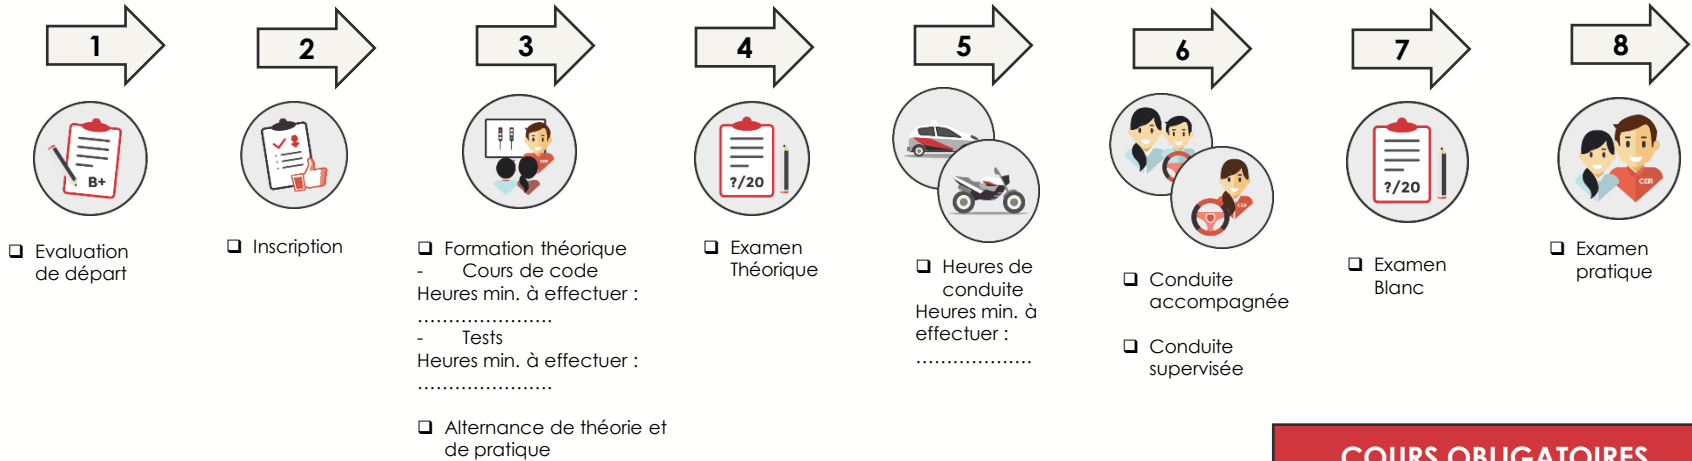 1
2
3
4
5
6
7
8
B+
?/20
?/20
CER
CER
CER
❑ Evaluation
de départ
❑ Inscription
❑ Formation théorique
- Cours de code
Heures min. à effectuer :
.......................
- Tests
Heures min. à effectuer :
.......................
❑ Alternance de théorie et
de pratique
❑ Examen
Théorique
❑ Heures de
conduite
Heures min. à
effectuer :
...................
❑ Conduite
accompagnée
❑ Conduite
supervisée
❑ Examen
Blanc
❑ Examen
pratique
COURS OBLIGATOIRES